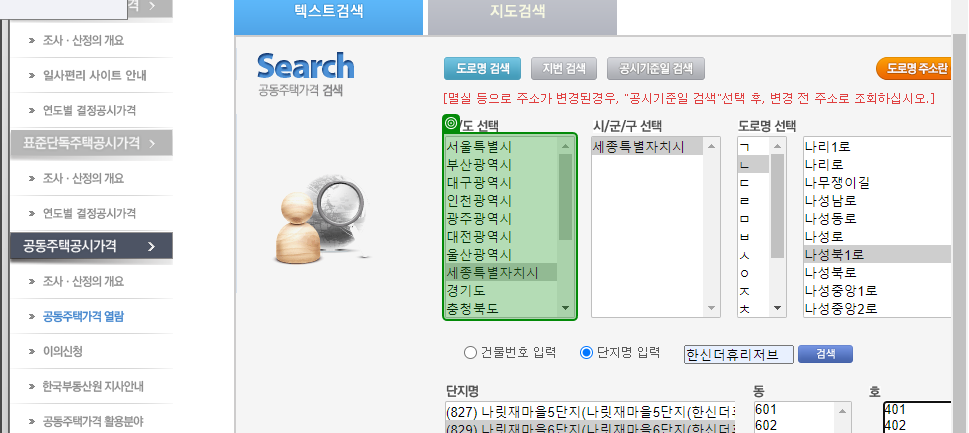 텍스트검색
지도검색
조사ㆍ산정의 개요
일사편리 사이트 안내
연도별 결정공시가격
표준단독주택공시가격
조사ㆍ산정의 개요
연도별 결정공시가격
공동주택공시가격
조사ㆍ산정의 개요
공동주택가격 열람
이의신청
한국부동산원 지사안내
공동주택가격 활용분야
Search
공동주택가격 검색
도로명 검색
지번 검색
공시기준일 검색
도로명 주소란
[멸실 등으로 주소가 변경된경우, "공시기준일 검색"선택 후, 변경 전 주소로 조회하십시오.]
/도 선택
시/군/구 선택
도로명 선택
서울특별시
부산광역시
대구광역시
인천광역시
광주광역시
대전광역시
울산광역시
세종특별자치시
경기도
충청북도
세종특별자치시
ㄱ
ㄴ
ㄷ
ㄹ
ㅁ
ㅂ
ㅅ
ㅇ
ㅈ
ㅊ
나리1로
나리로
나무쟁이길
나성남로
나성동로
나성로
나성북1로
나성북로
나성중앙1로
나성중앙2로
건물번호 입력
단지명 입력
한신더휴리저브
검색
단지명
동
호
(827) 나릿재마을5단지(나릿재마을5단지(한신더
(829) 나릿재마을6단지(나릿재마을6단지(한신더
601
602
401
402